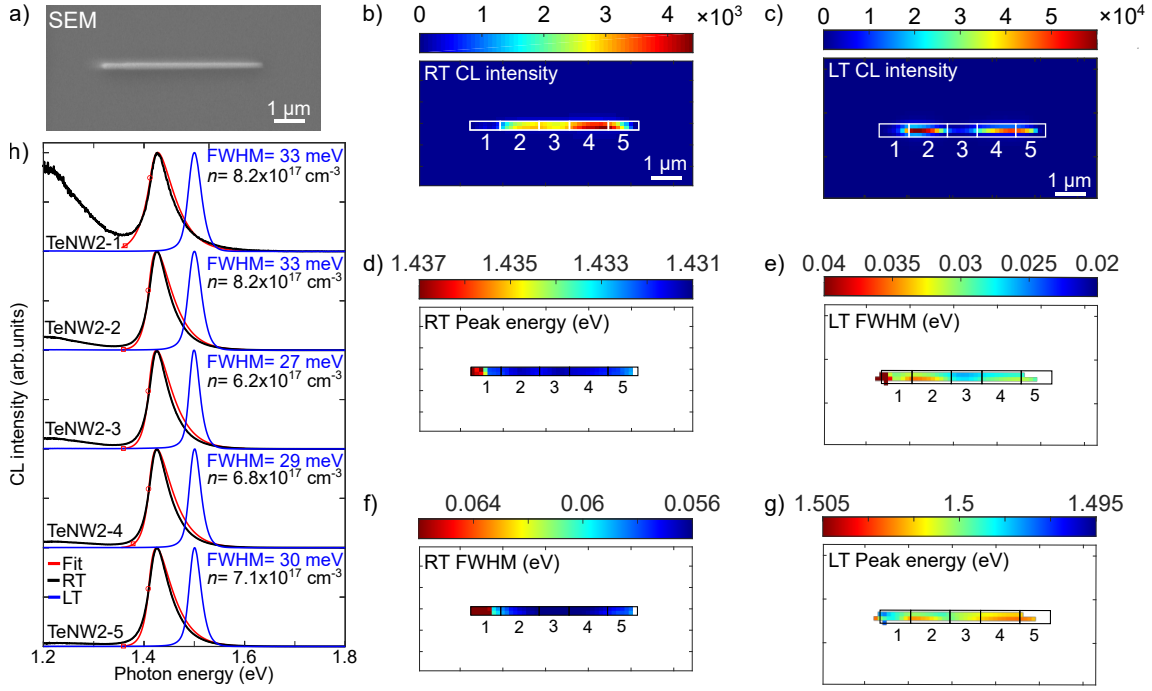 a)
SEM
1 µm
b)
0 1 2 3 4 ×10³
RT CL intensity
1 2 3 4 5
1 µm
c)
0 1 2 3 4 5 ×10⁴
LT CL intensity
1 2 3 4 5
1 µm
d)
1.437 1.435 1.433 1.431
RT Peak energy (eV)
1 2 3 4 5
e)
0.04 0.035 0.03 0.025 0.02
LT FWHM (eV)
1 2 3 4 5
f)
0.064 0.06 0.056
RT FWHM (eV)
1 2 3 4 5
g)
1.505 1.5 1.495
LT Peak energy (eV)
1 2 3 4 5
h)
CL intensity (arb.units)
FWHM= 33 meV
n= 8.2x10¹⁷ cm⁻³
TeNW2-1
FWHM= 33 meV
n= 8.2x10¹⁷ cm⁻³
TeNW2-2
FWHM= 27 meV
n= 6.2x10¹⁷ cm⁻³
TeNW2-3
FWHM= 29 meV
n= 6.8x10¹⁷ cm⁻³
TeNW2-4
FWHM= 30 meV
n= 7.1x10¹⁷ cm⁻³
Fit
RT
LT
TeNW2-5
1.2 1.4 1.6 1.8
Photon energy (eV)